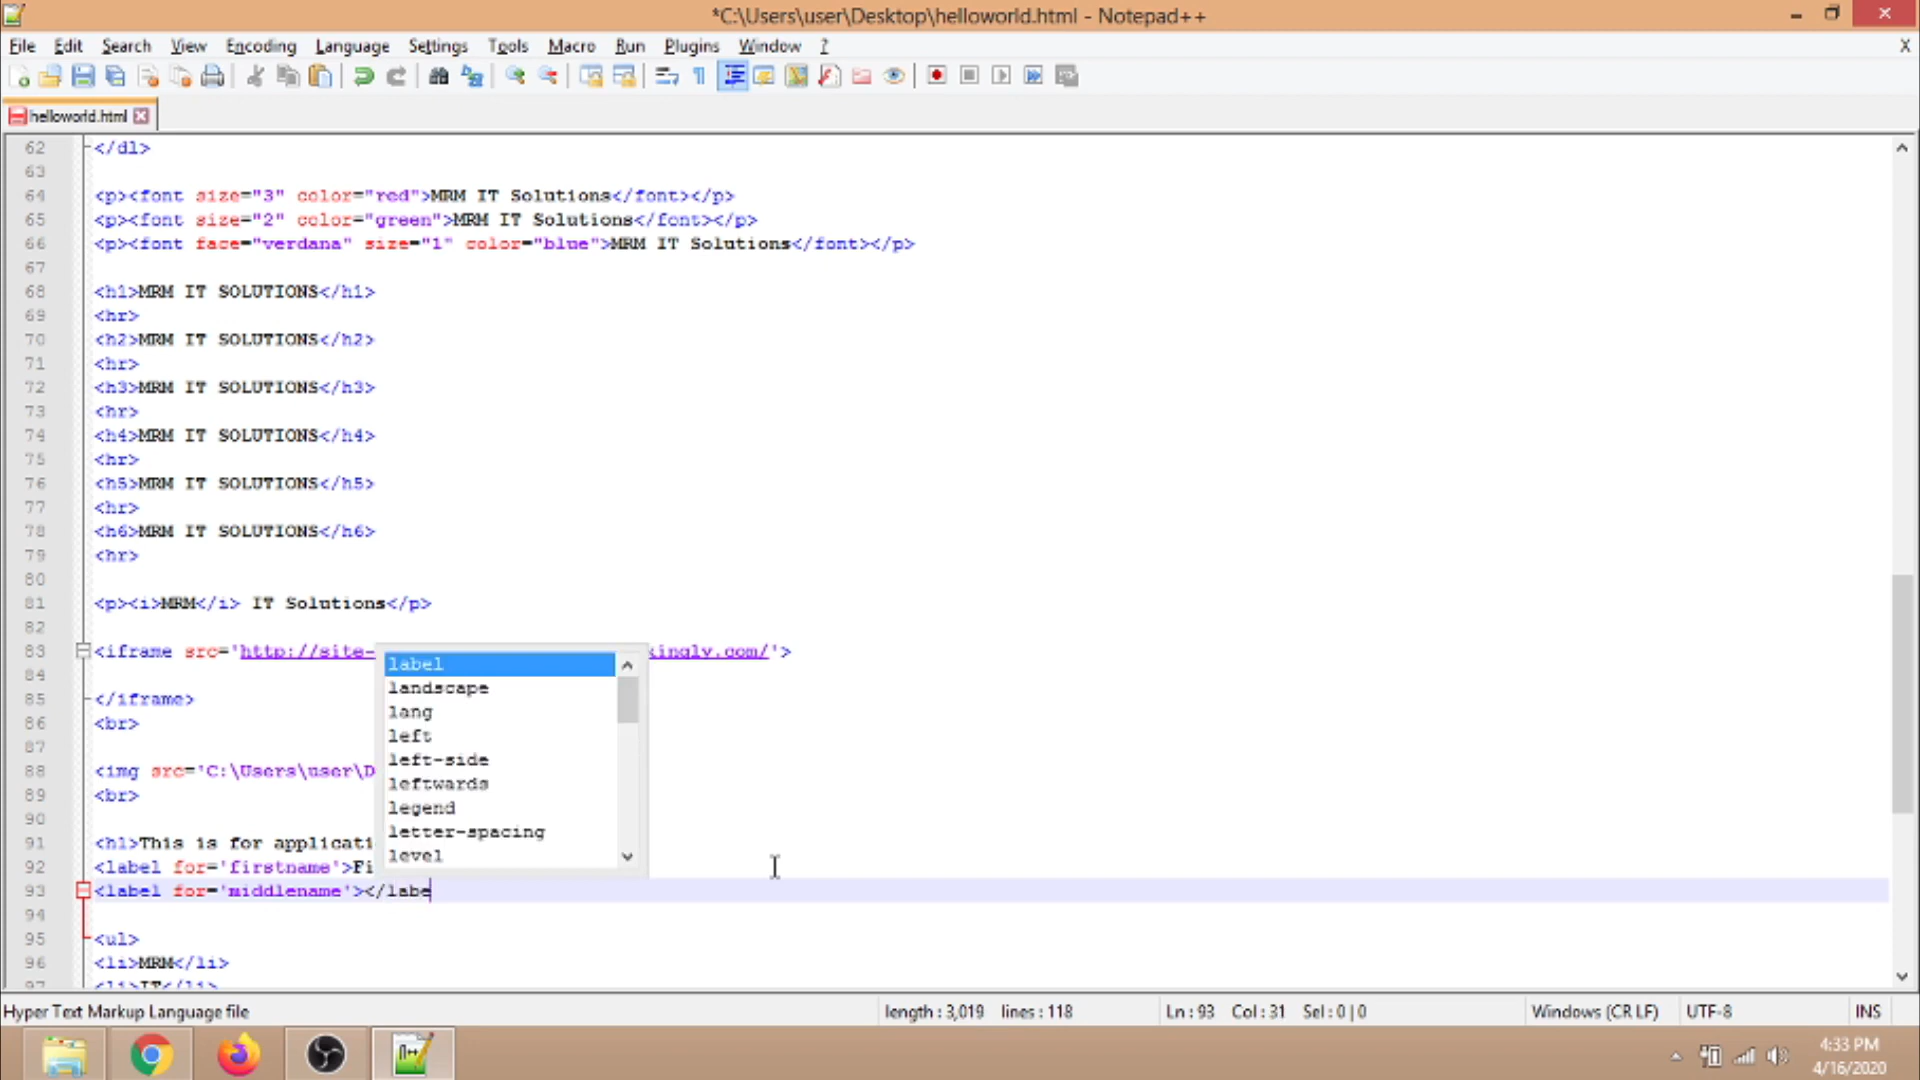 *C:\Users\user\Desktop\helloworld.html - Notepad++
File Edit Search View Encoding Language Settings Tools Macro Run Plugins Window ? X
helloworld.html
62 </dl>
63
64 <p><font size="3" color="red">MRM IT Solutions</font></p>
65 <p><font size="2" color="green">MRM IT Solutions</font></p>
66 <p><font face="verdana" size="1" color="blue">MRM IT Solutions</font></p>
67
68 <h1>MRM IT SOLUTIONS</h1>
69 <hr>
70 <h2>MRM IT SOLUTIONS</h2>
71 <hr>
72 <h3>MRM IT SOLUTIONS</h3>
73 <hr>
74 <h4>MRM IT SOLUTIONS</h4>
75 <hr>
76 <h5>MRM IT SOLUTIONS</h5>
77 <hr>
78 <h6>MRM IT SOLUTIONS</h6>
79 <hr>
80
81 <p><i>MRM</i> IT Solutions</p>
82
83 <iframe src='http://site- kingly.com/'>
84
85 </iframe>
86 <br>
87
88 <img src='C:\Users\user\D
89 <br>
90
91 <h1>This is for applicati
92 <label for='firstname'>Fi
93 <label for='middlename'></labe
94
95 <ul>
96 <li>MRM</li>
97 <li>IT</li>
label
landscape
lang
left
left-side
leftwards
legend
letter-spacing
level
Hyper Text Markup Language file length : 3,019 lines : 118 Ln : 93 Col : 31 Sel : 0 | 0 Windows (CR LF) UTF-8 INS
4:33 PM
4/16/2020